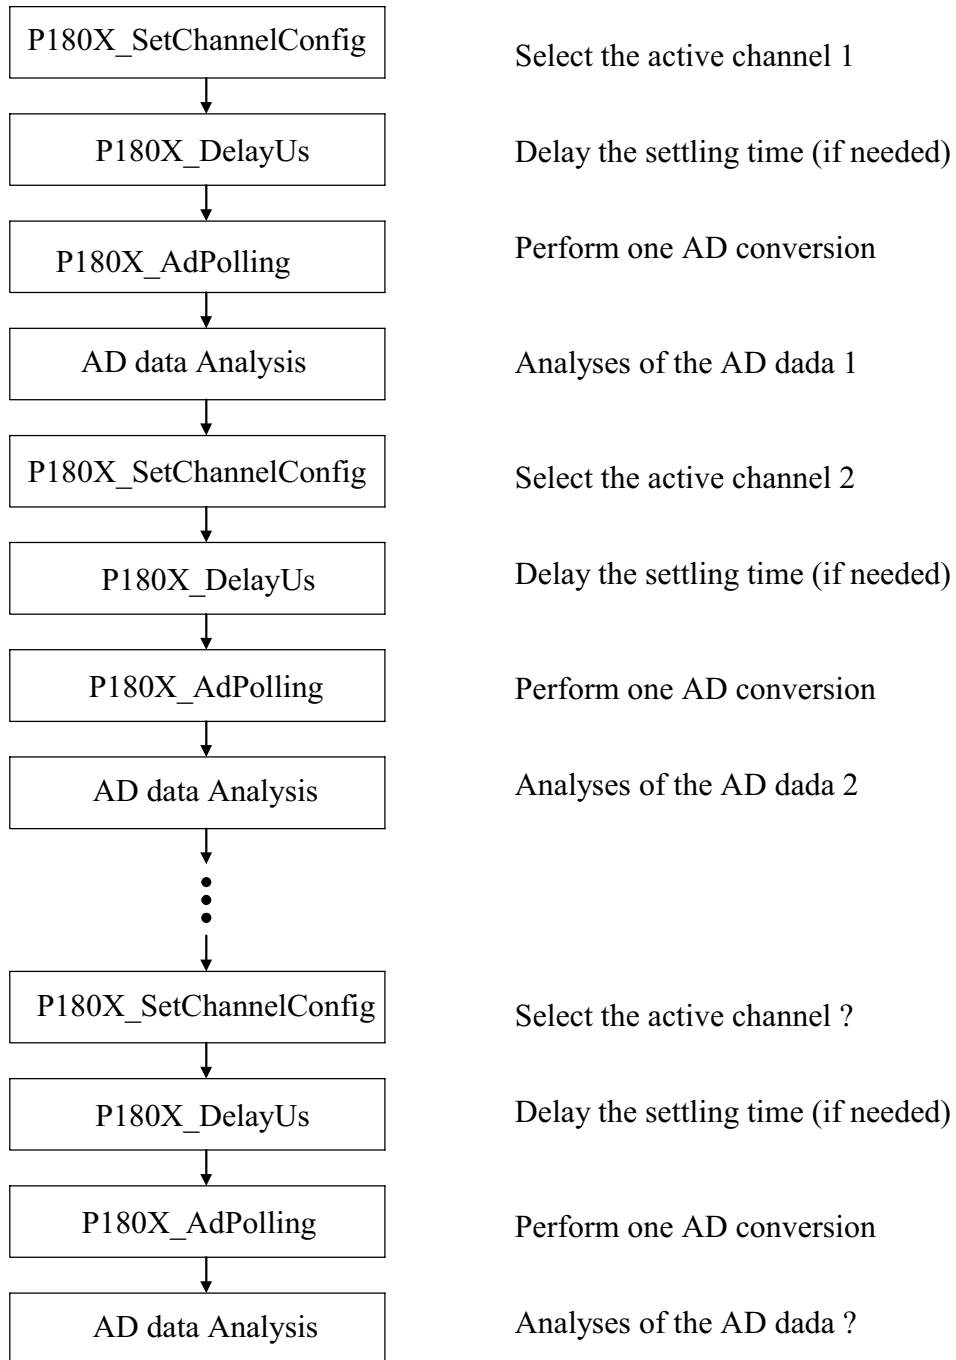 P180X_SetChannelConfig
Select the active channel 1
P180X_DelayUs
Delay the settling time (if needed)
P180X_AdPolling
Perform one AD conversion
AD data Analysis
Analyses of the AD dada 1
P180X_SetChannelConfig
Select the active channel 2
P180X_DelayUs
Delay the settling time (if needed)
P180X_AdPolling
Perform one AD conversion
AD data Analysis
Analyses of the AD dada 2
P180X_SetChannelConfig
Select the active channel ?
P180X_DelayUs
Delay the settling time (if needed)
P180X_AdPolling
Perform one AD conversion
AD data Analysis
Analyses of the AD dada ?